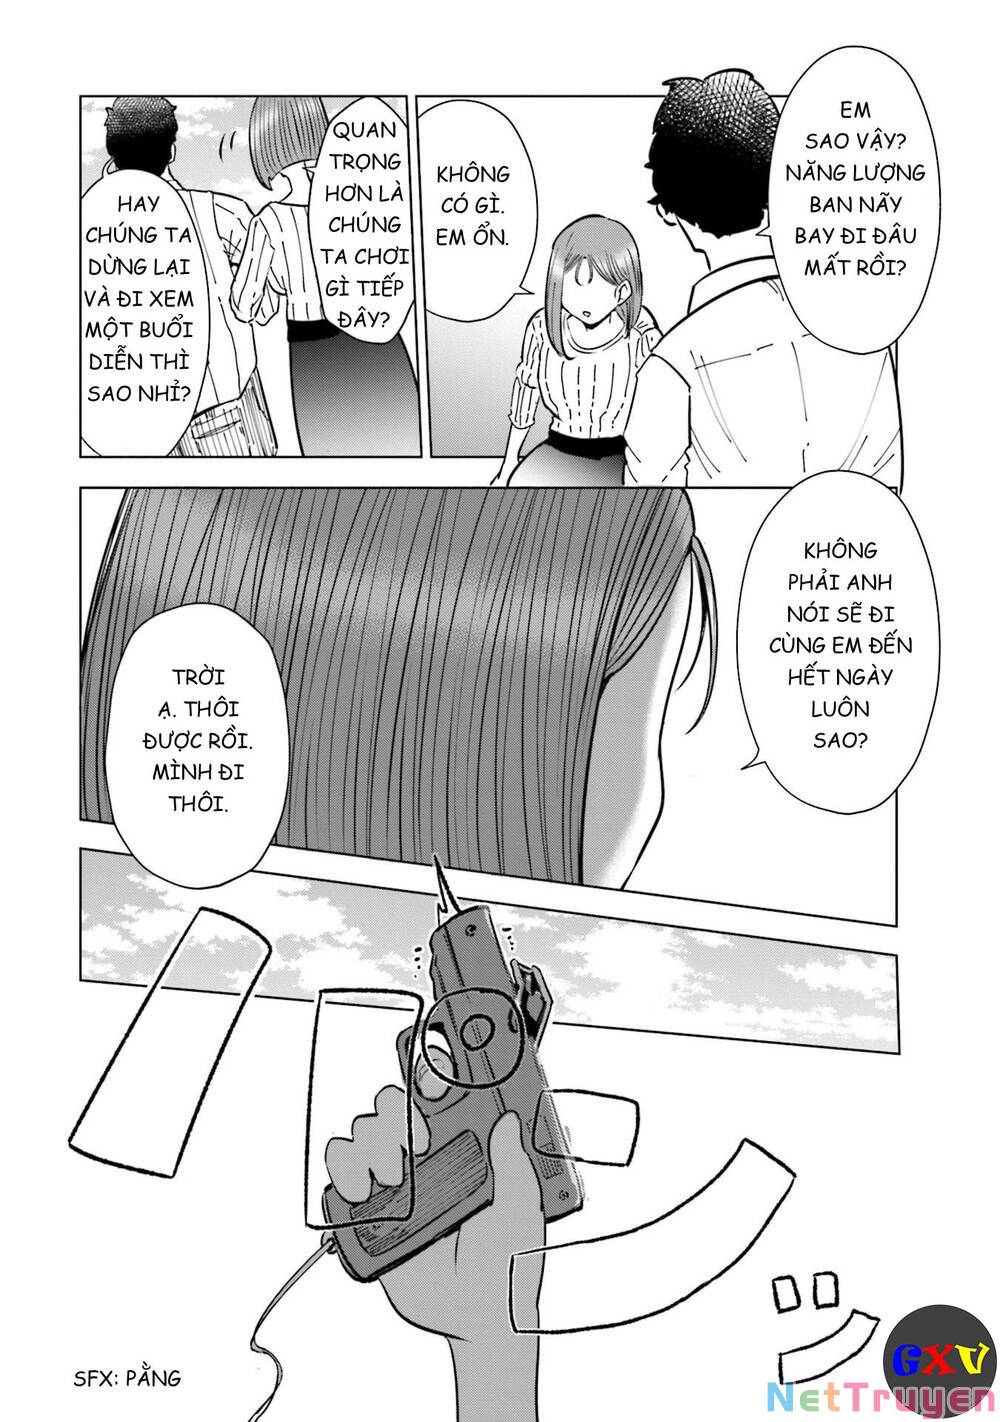 EM
SAO VẬY?
NĂNG LƯỢNG
BAN NÃY
BAY ĐI ĐÂU
MẤT RỒI?
KHÔNG
CÓ GÌ.
EM ỔN.
QUAN
TRỌNG
HƠN LÀ
CHÚNG
TA CHƠI
GÌ TIẾP
ĐÂY?
HAY
CHÚNG TA
DỪNG LẠI
VÀ ĐI XEM
MỘT BUỔI
DIỄN THÌ
SAO NHỈ?
KHÔNG
PHẢI ANH
NÓI SẼ ĐI
CÙNG EM ĐẾN
HẾT NGÀY
LUÔN
SAO?
TRỜI
Ạ. THÔI
ĐƯỢC RỒI.
MÌNH ĐI
THÔI.
パンッ
SFX: PẰNG
GXV
NetTruyen